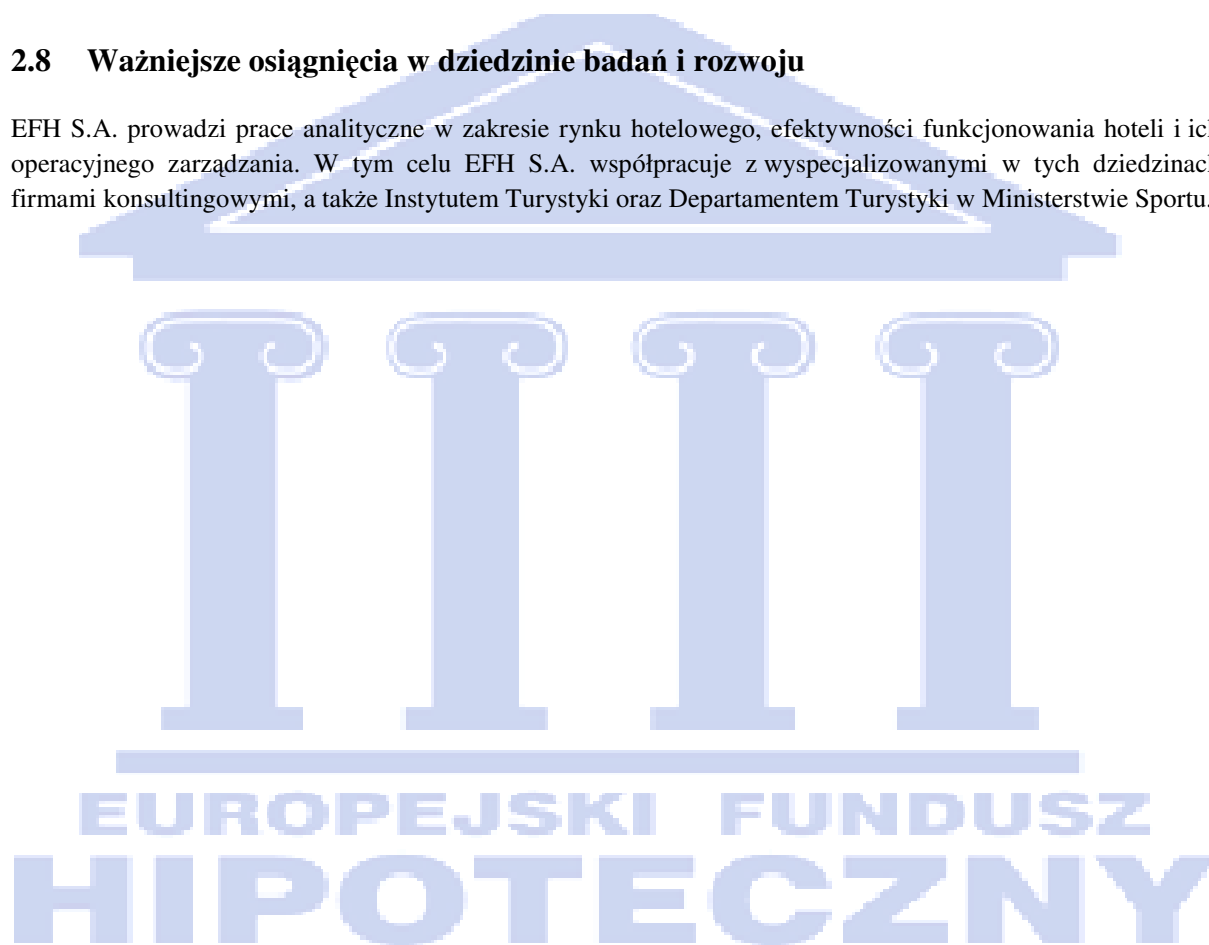 2.8 Ważniejsze osiągnięcia w dziedzinie badań i rozwoju
EFH S.A. prowadzi prace analityczne w zakresie rynku hotelowego, efektywności funkcjonowania hoteli i ich
operacyjnego zarządzania. W tym celu EFH S.A. współpracuje z wyspecjalizowanymi w tych dziedzinach
firmami konsultingowymi, a także Instytutem Turystyki oraz Departamentem Turystyki w Ministerstwie Sportu.
EUROPEJSKI FUNDUSZ
HIPOTECZNY